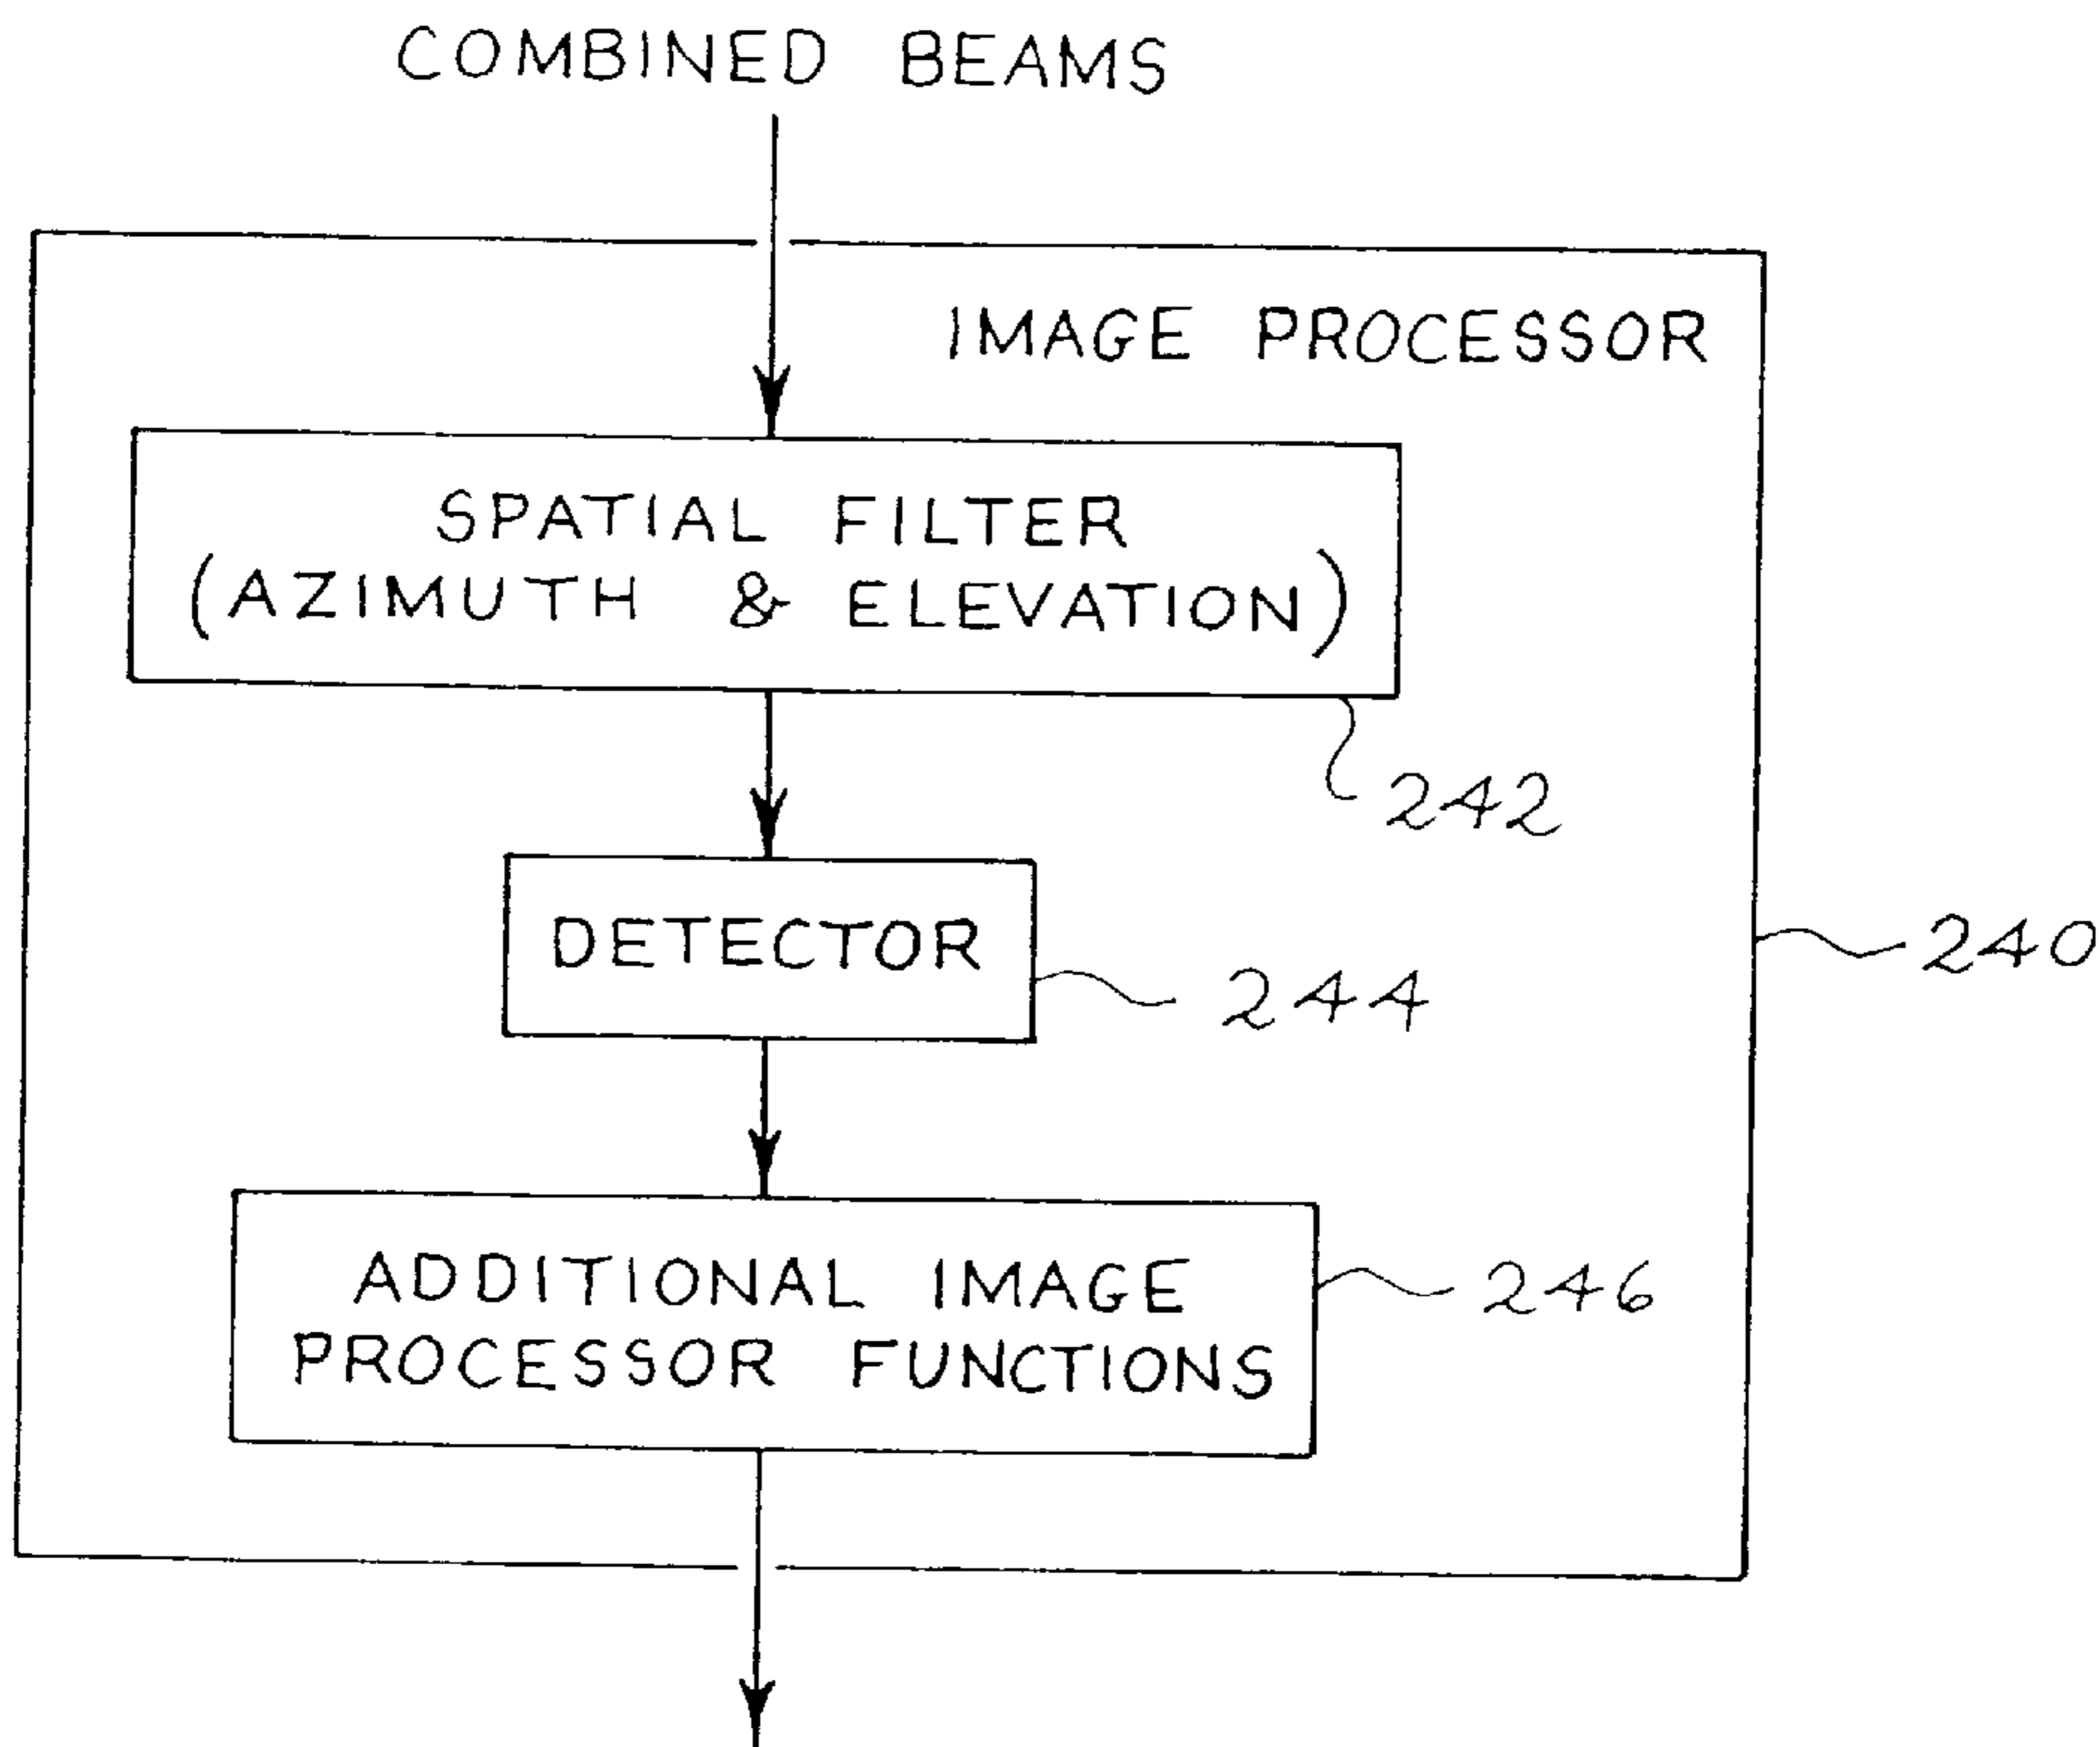 COMBINED BEAMS
IMAGE PROCESSOR
SPATIAL FILTER
(AZIMUTH & ELEVATION)
242
DETECTOR
240
244
ADDITIONAL IMAGE
PROCESSOR FUNCTIONS
246